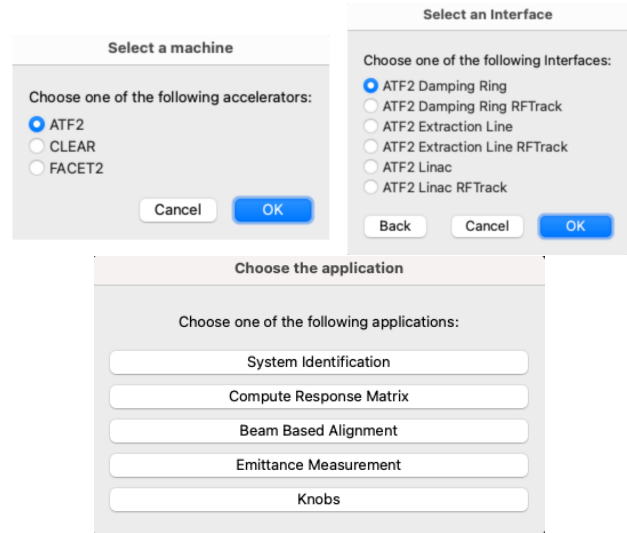 Select a machine
Choose one of the following accelerators:
ATF2
CLEAR
FACET2
Cancel
OK
Select an Interface
Choose one of the following Interfaces:
ATF2 Damping Ring
ATF2 Damping Ring RFTrack
ATF2 Extraction Line
ATF2 Extraction Line RFTrack
ATF2 Linac
ATF2 Linac RFTrack
Back
Cancel
OK
Choose the application
Choose one of the following applications:
System Identification
Compute Response Matrix
Beam Based Alignment
Emittance Measurement
Knobs